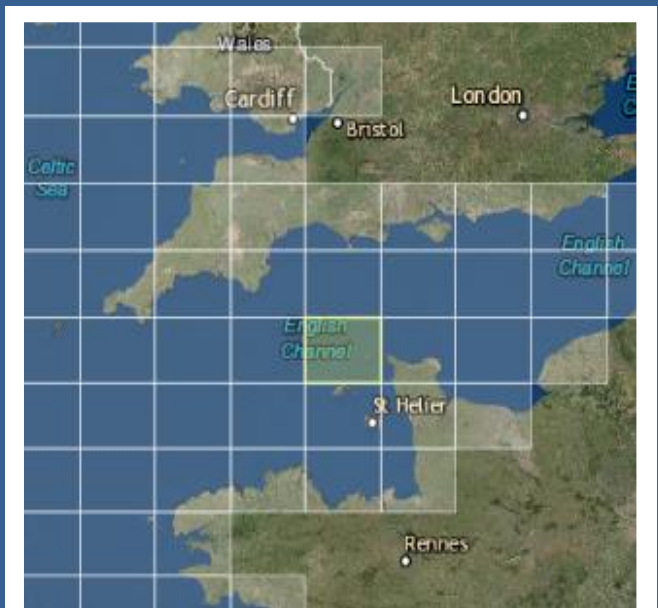 Wales
Cardiff
London
Bristol
Celtic
Sea
English
Channel
English
Channel
St Helier
Rennes